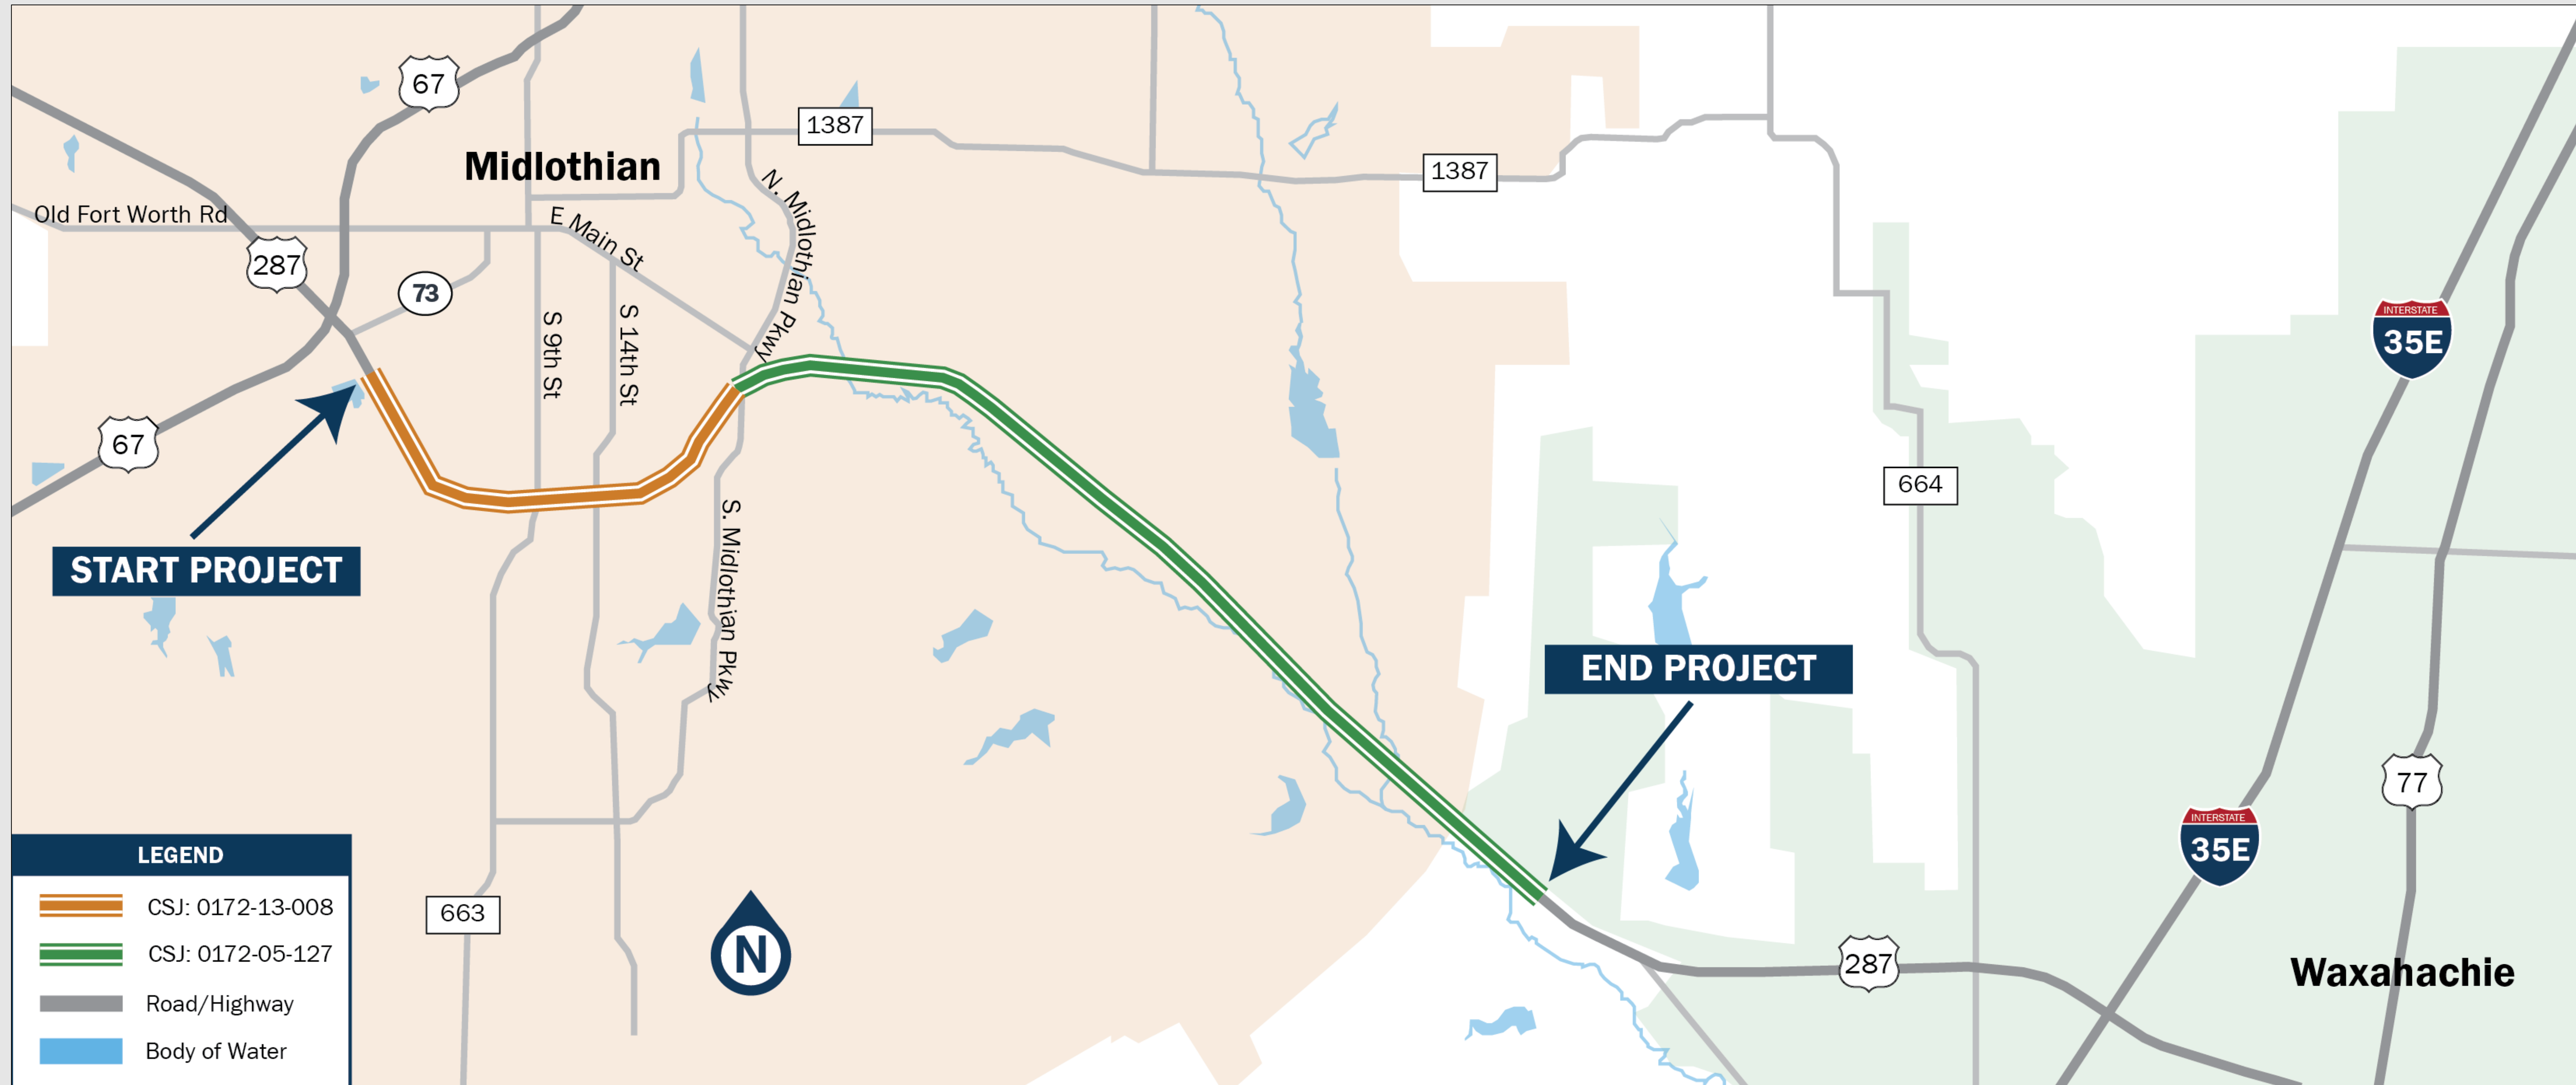 67
1387
Midlothian
1387
N. Midlothian Pkwy
Old Fort Worth Rd
E Main St
287
73
S 9th St
S 14th St
INTERSTATE
35E
67
664
S. Midlothian Pkwy
START PROJECT
END PROJECT
77
INTERSTATE
35E
LEGEND
CSJ: 0172-13-008
CSJ: 0172-05-127
Road/Highway
Body of Water
663
N
287
Waxahachie